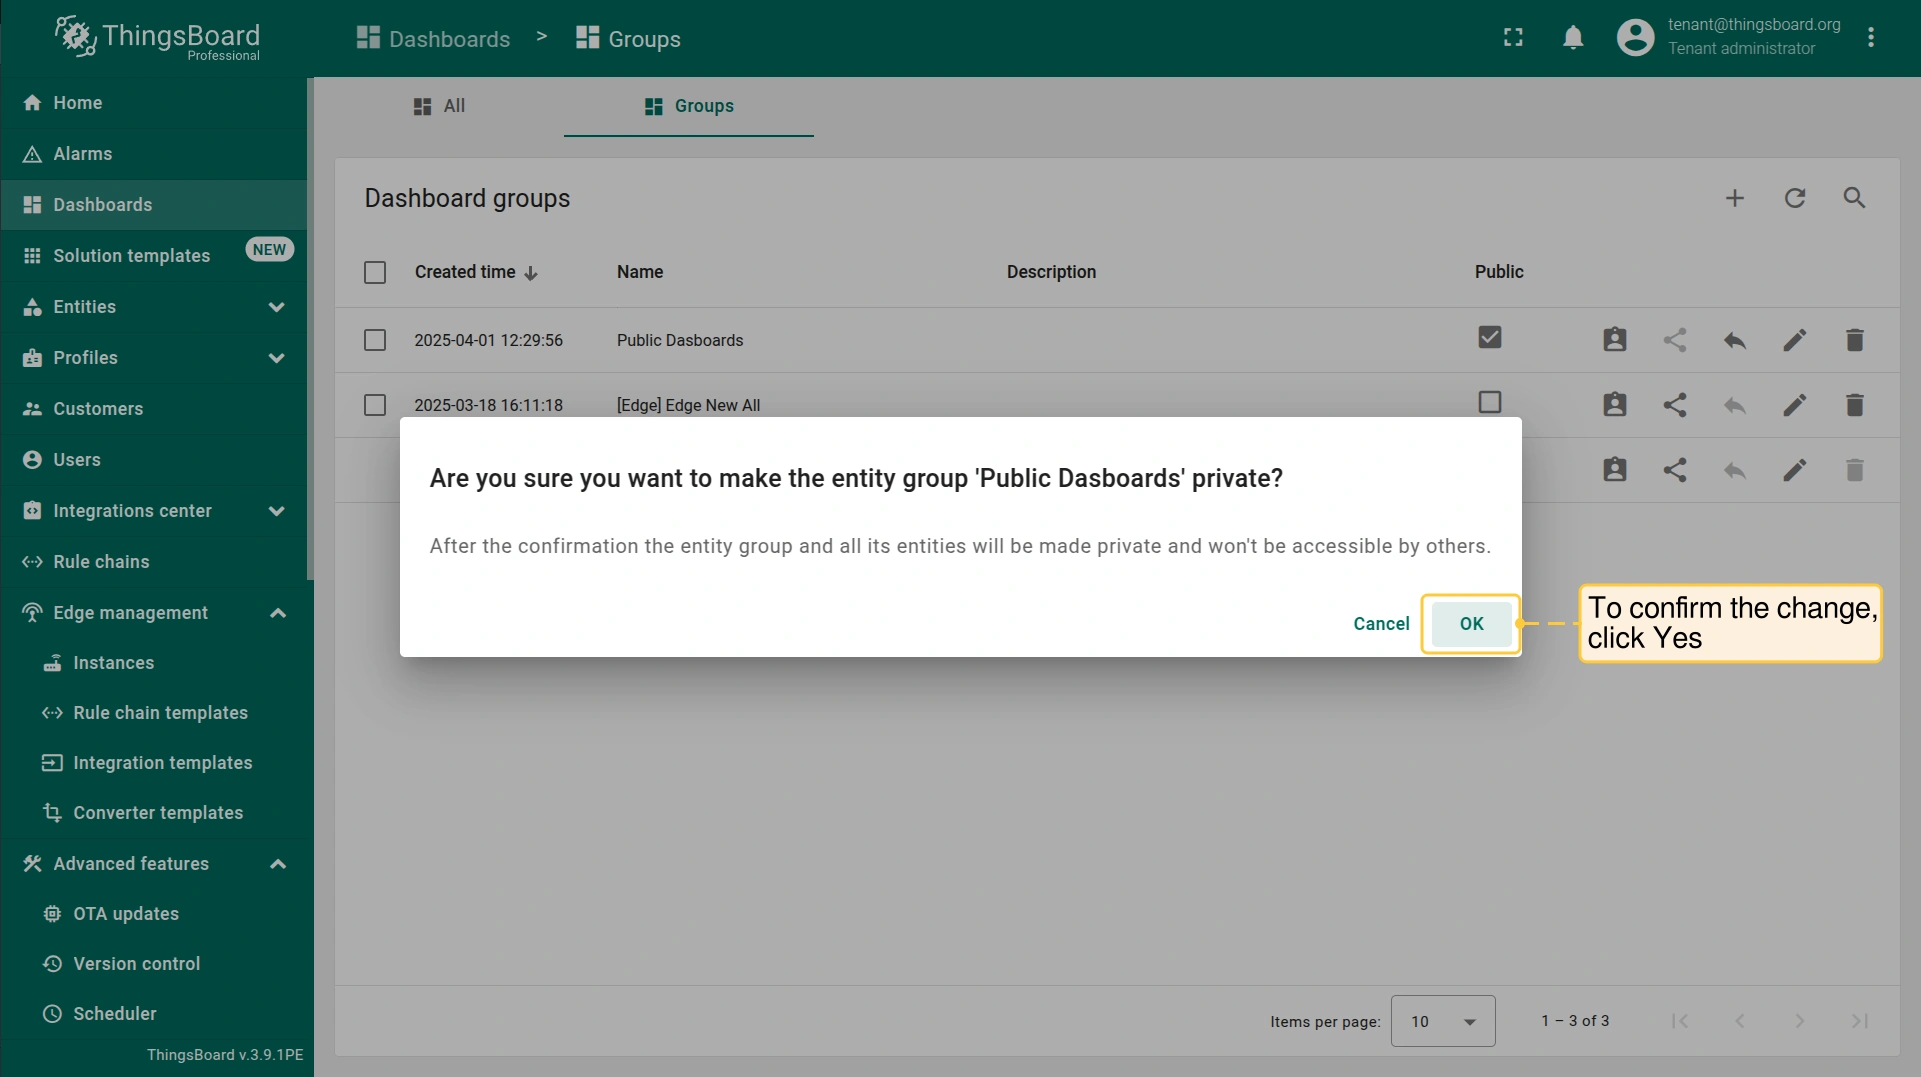 ThingsBoard
Professional
Dashboards > Groups
tenant@thingsboard.org
Tenant administrator
Home
Alarms
Dashboards
Solution templates NEW
Entities
Profiles
Customers
Users
Integrations center
Rule chains
Edge management
Instances
Rule chain templates
Integration templates
Converter templates
Advanced features
OTA updates
Version control
Scheduler
ThingsBoard v.3.9.1PE
All
Groups
Dashboard groups
Created time Name Description Public
2025-04-01 12:29:56 Public Dasboards
2025-03-18 16:11:18 [Edge] Edge New All
Are you sure you want to make the entity group 'Public Dasboards' private?
After the confirmation the entity group and all its entities will be made private and won't be accessible by others.
Cancel OK
To confirm the change,
click Yes
Items per page: 10 1 – 3 of 3